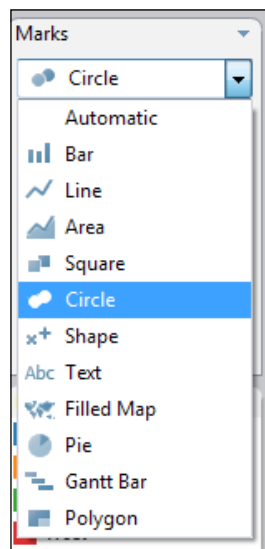 Marks
Circle
Automatic
Bar
Line
Area
Square
Circle
Shape
Abc Text
Filled Map
Pie
Gantt Bar
Polygon